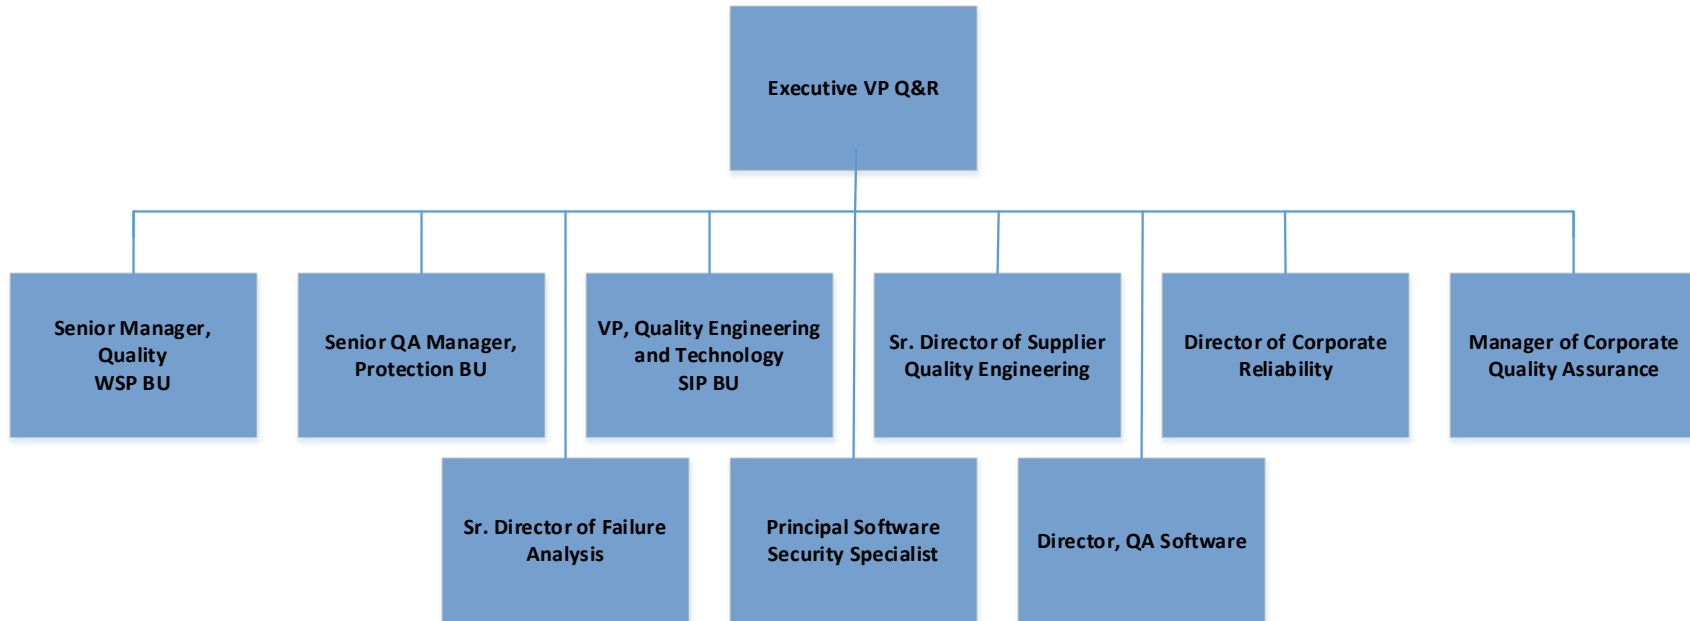 Executive VP Q&R
Senior Manager,
Quality
WSP BU
Senior QA Manager,
Protection BU
VP, Quality Engineering
and Technology
SIP BU
Sr. Director of Supplier
Quality Engineering
Director of Corporate
Reliability
Manager of Corporate
Quality Assurance
Sr. Director of Failure
Analysis
Principal Software
Security Specialist
Director, QA Software